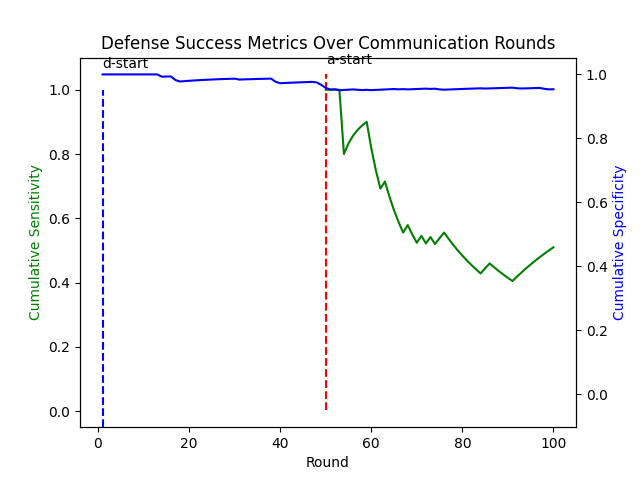 Defense Success Metrics Over Communication Rounds
d-start
a-start
Cumulative Sensitivity
1.0
0.8
0.6
0.4
0.2
0.0
1.0
0.8
0.6
0.4
0.2
0.0
Cumulative Specificity
0 20 40 60 80 100
Round